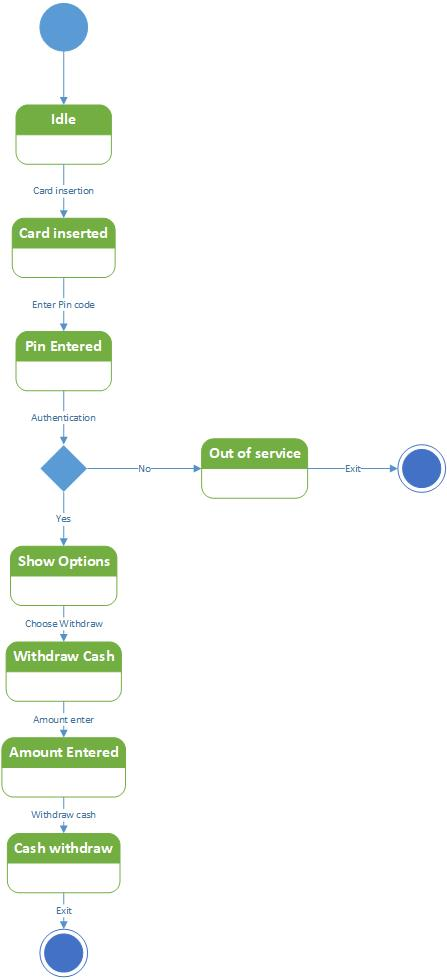 Idle
Card insertion
Card inserted
Enter Pin code
Pin Entered
Authentication
No
Out of service
Exit
Yes
Show Options
Choose Withdraw
Withdraw Cash
Amount enter
Amount Entered
Withdraw cash
Cash withdraw
Exit